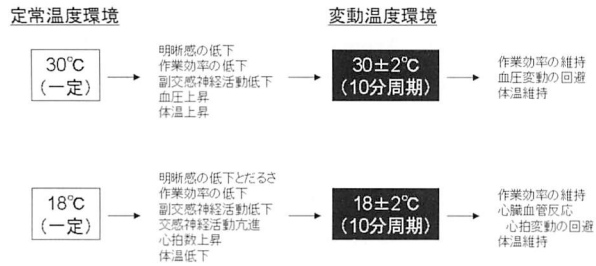 定常温度環境
変動温度環境
30℃
(一定)
明晰感の低下
作業効率の低下
副交感神経活動低下
血圧上昇
体温上昇
30±2℃
(10分周期)
作業効率の維持
血圧変動の回避
体温維持
18℃
(一定)
明晰感の低下とだるさ
作業効率の低下
副交感神経活動低下
交感神経活動亢進
心拍数上昇
体温低下
18±2℃
(10分周期)
作業効率の維持
心臓血管反応
心拍変動の回避
体温維持